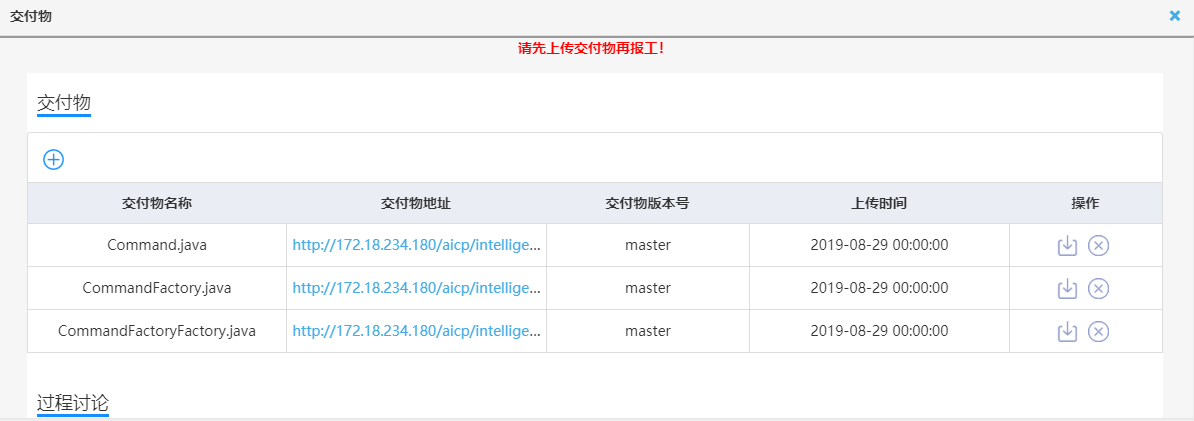 交付物
请先上传交付物再报工!
交付物
交付物名称 交付物地址 交付物版本号 上传时间 操作
Command.java http://172.18.234.180/aicp/intellige... master 2019-08-29 00:00:00
CommandFactory.java http://172.18.234.180/aicp/intellige... master 2019-08-29 00:00:00
CommandFactoryFactory.java http://172.18.234.180/aicp/intellige... master 2019-08-29 00:00:00
过程讨论